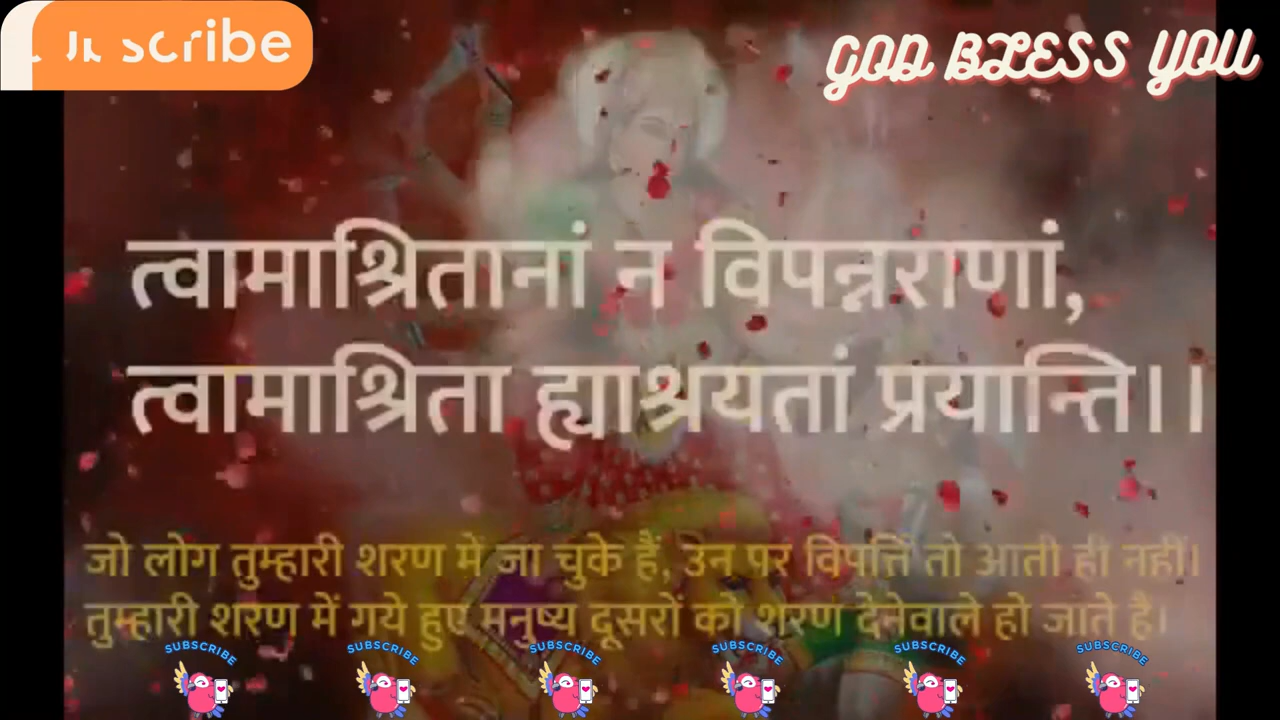 scribe
GOD BLESS YOU
त्वामाश्रितानां न विपन्नराणां,
त्वामाश्रिता ह्याश्रयतां प्रयान्ति।।
जो लोग तुम्हारी शरण में जा चुके हैं, उन पर विपत्ति तो आती ही नहीं।
तुम्हारी शरण में गये हुए मनुष्य दूसरों को शरण देनेवाले हो जाते है।
SUBSCRIBE SUBSCRIBE SUBSCRIBE SUBSCRIBE SUBSCRIBE SUBSCRIBE